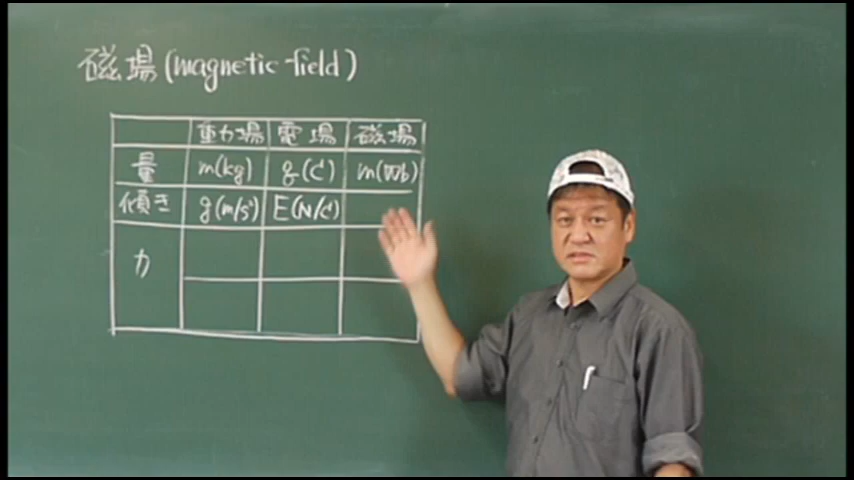 磁場(magnetic field)
重力場 電場 磁場
量 m(kg) q(C) m(Wb)
傾き g(m/s²) E(N/C)
力